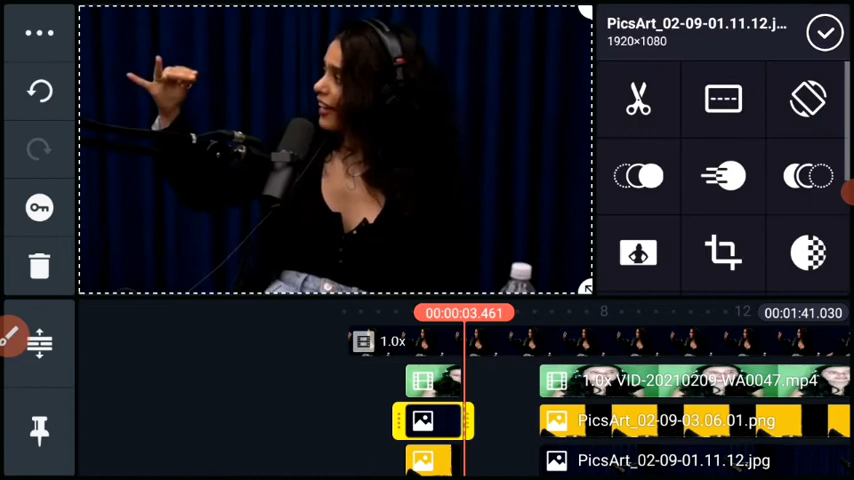 PicsArt_02-09-01.11.12.j...
1920×1080
00:00:03.461
8
12
00:01:41.030
1.0x
1.0x VID-20210209-WA0047.mp4
PicsArt_02-09-03.06.01.png
PicsArt_02-09-01.11.12.jpg